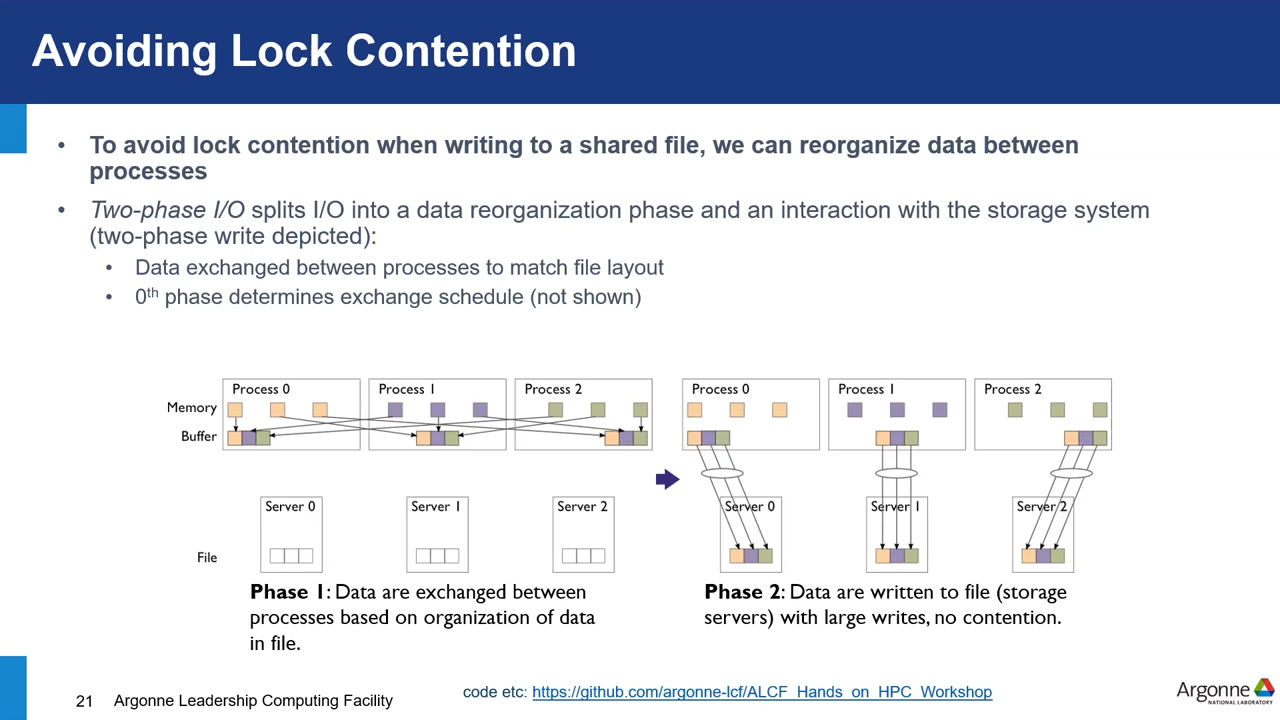 Avoiding Lock Contention
• To avoid lock contention when writing to a shared file, we can reorganize data between
processes
• Two-phase I/O splits I/O into a data reorganization phase and an interaction with the storage system
(two-phase write depicted):
• Data exchanged between processes to match file layout
• 0th phase determines exchange schedule (not shown)
Process 0 Process 1 Process 2
Memory
Buffer
Server 0 Server 1 Server 2
File
Phase 1: Data are exchanged between
processes based on organization of data
in file.
Process 0 Process 1 Process 2
Server 0 Server 1 Server 2
Phase 2: Data are written to file (storage
servers) with large writes, no contention.
21 Argonne Leadership Computing Facility
code etc: https://github.com/argonne-lcf/ALCF_Hands_on_HPC_Workshop
Argonne
NATIONAL LABORATORY